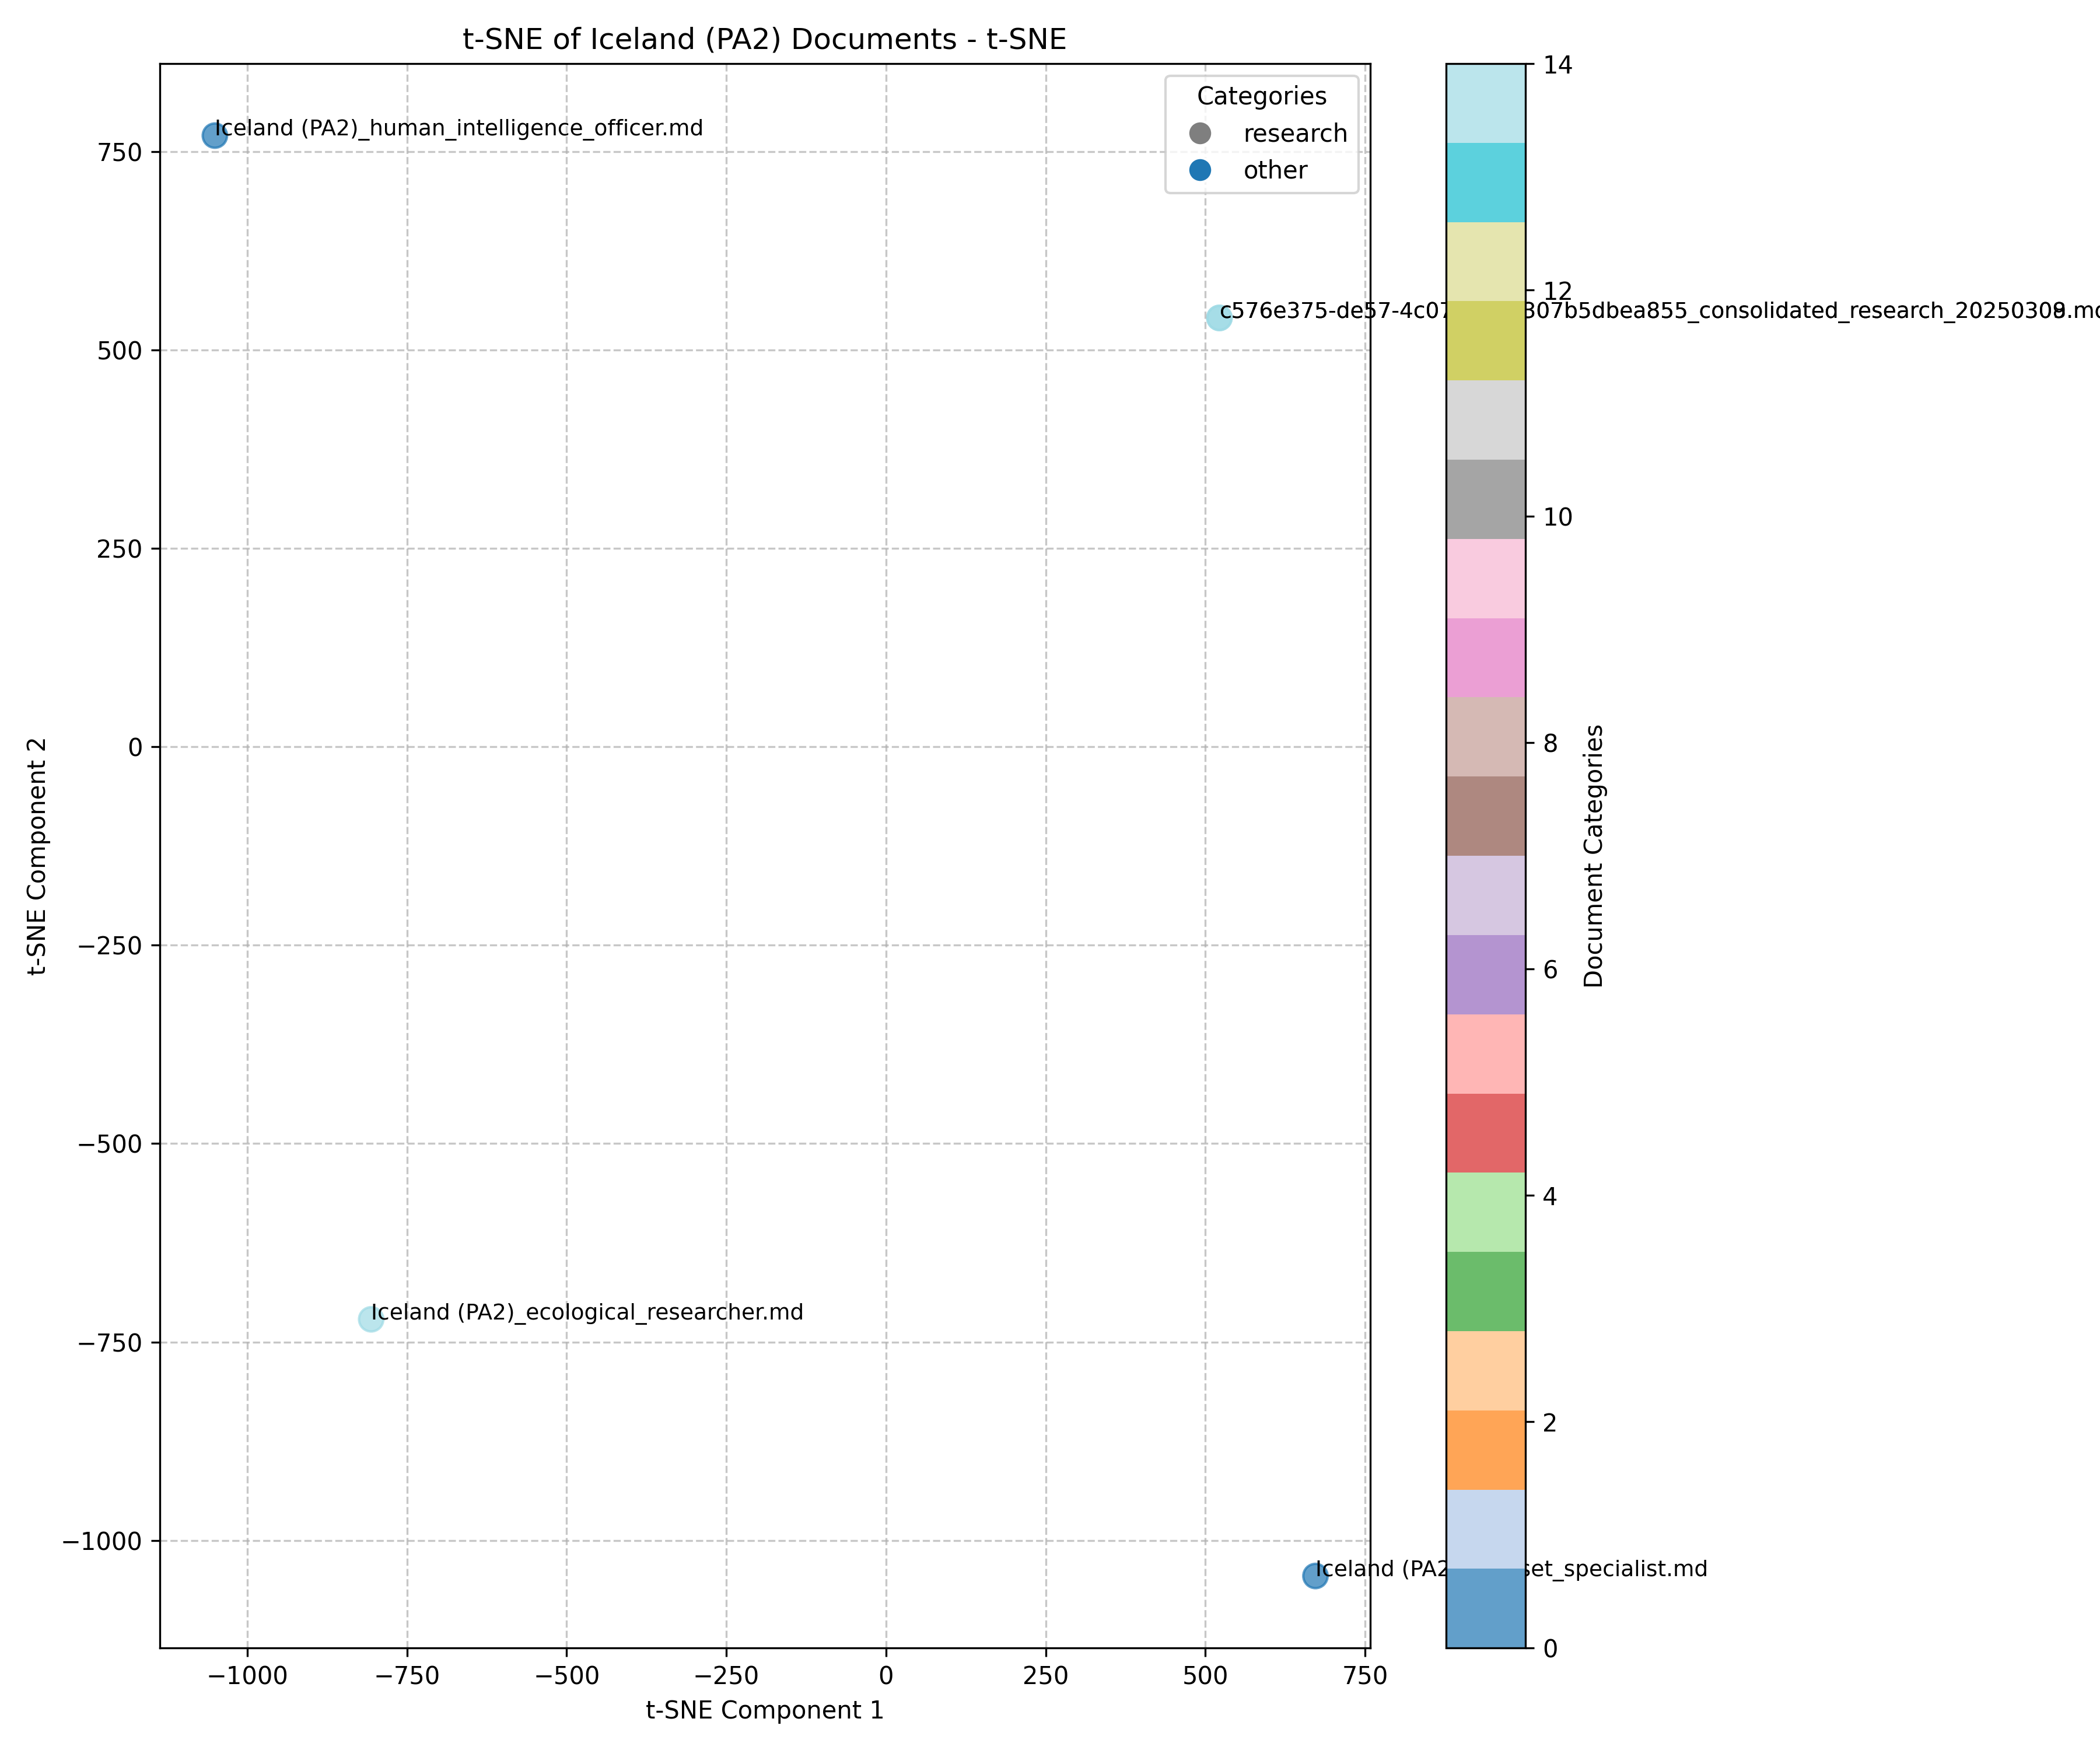 t-SNE of Iceland (PA2) Documents - t-SNE
Categories
research
other
Iceland (PA2)_human_intelligence_officer.md
c576e375-de57-4c07 307b5dbea855_consolidated_research_20250309.md
Iceland (PA2)_ecological_researcher.md
Iceland (PA2 set_specialist.md
t-SNE Component 2
750
500
250
0
−250
−500
−750
−1000
−1000
−750
−500
−250
0
250
500
750
t-SNE Component 1
14
12
10
8
6
4
2
0
Document Categories